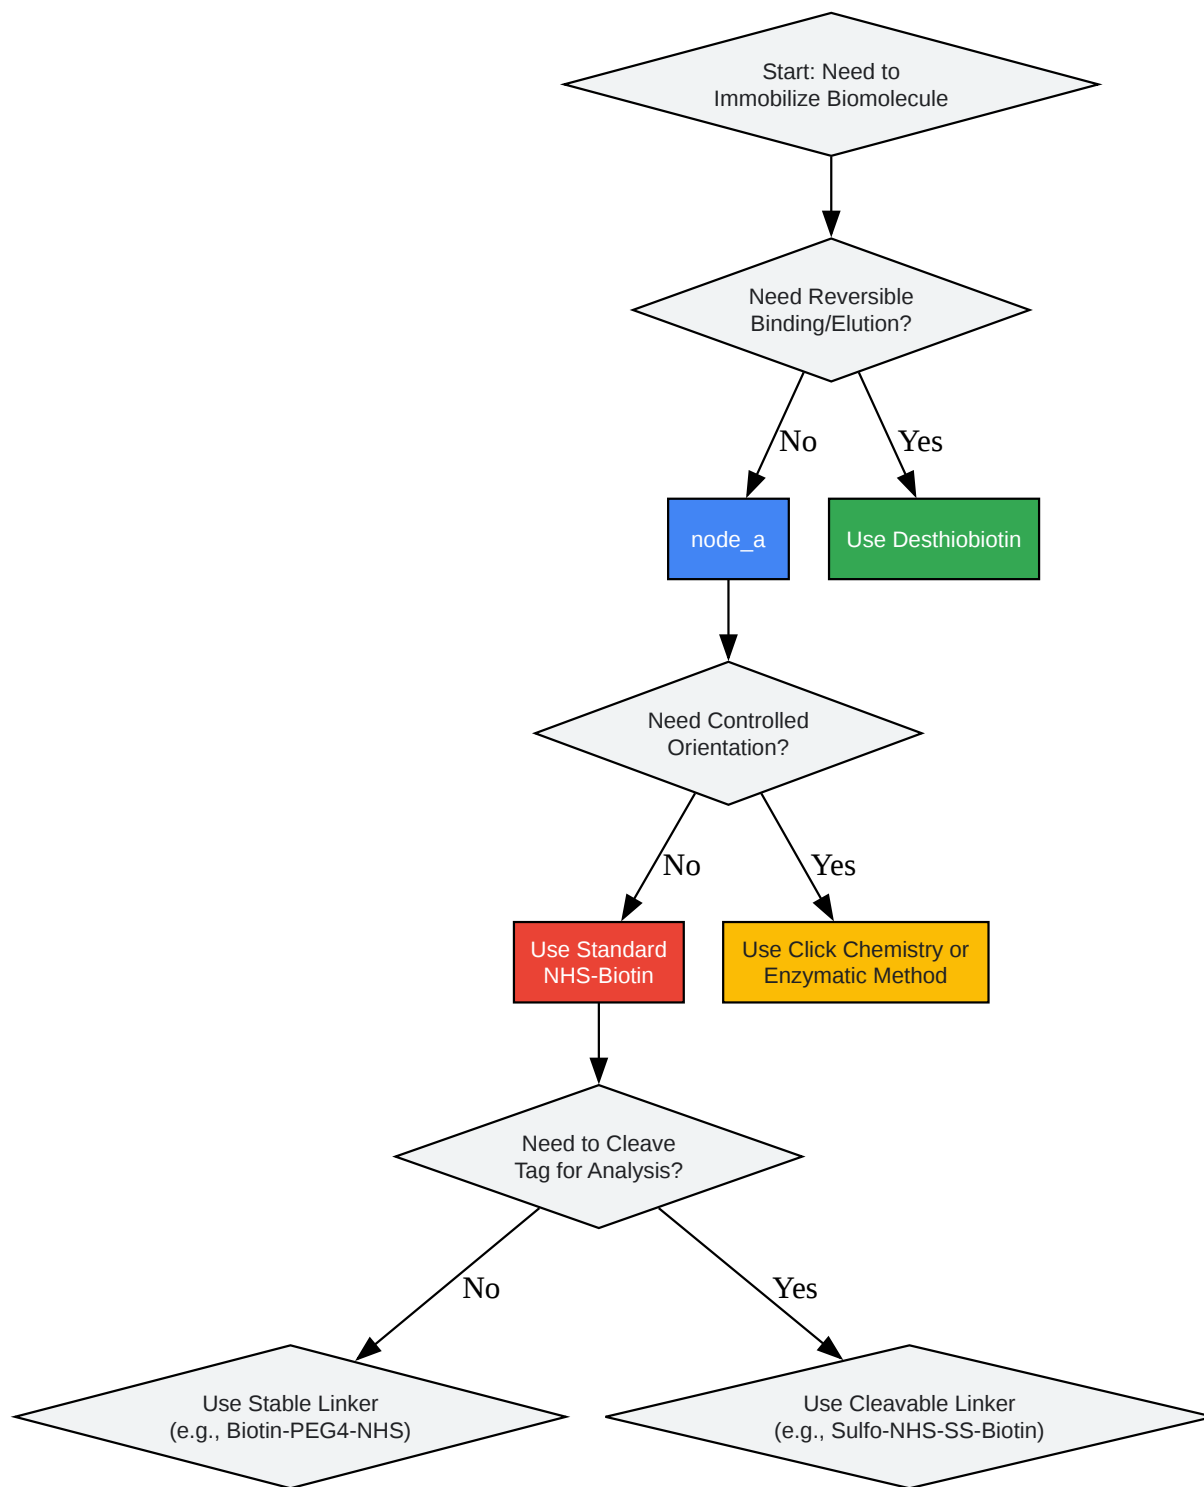 Start: Need to
Immobilize Biomolecule
Need Reversible
Binding/Elution?
No
Yes
node_a
Use Desthiobiotin
Need Controlled
Orientation?
No
Yes
Use Standard
NHS-Biotin
Use Click Chemistry or
Enzymatic Method
Need to Cleave
Tag for Analysis?
No
Yes
Use Stable Linker
(e.g., Biotin-PEG4-NHS)
Use Cleavable Linker
(e.g., Sulfo-NHS-SS-Biotin)